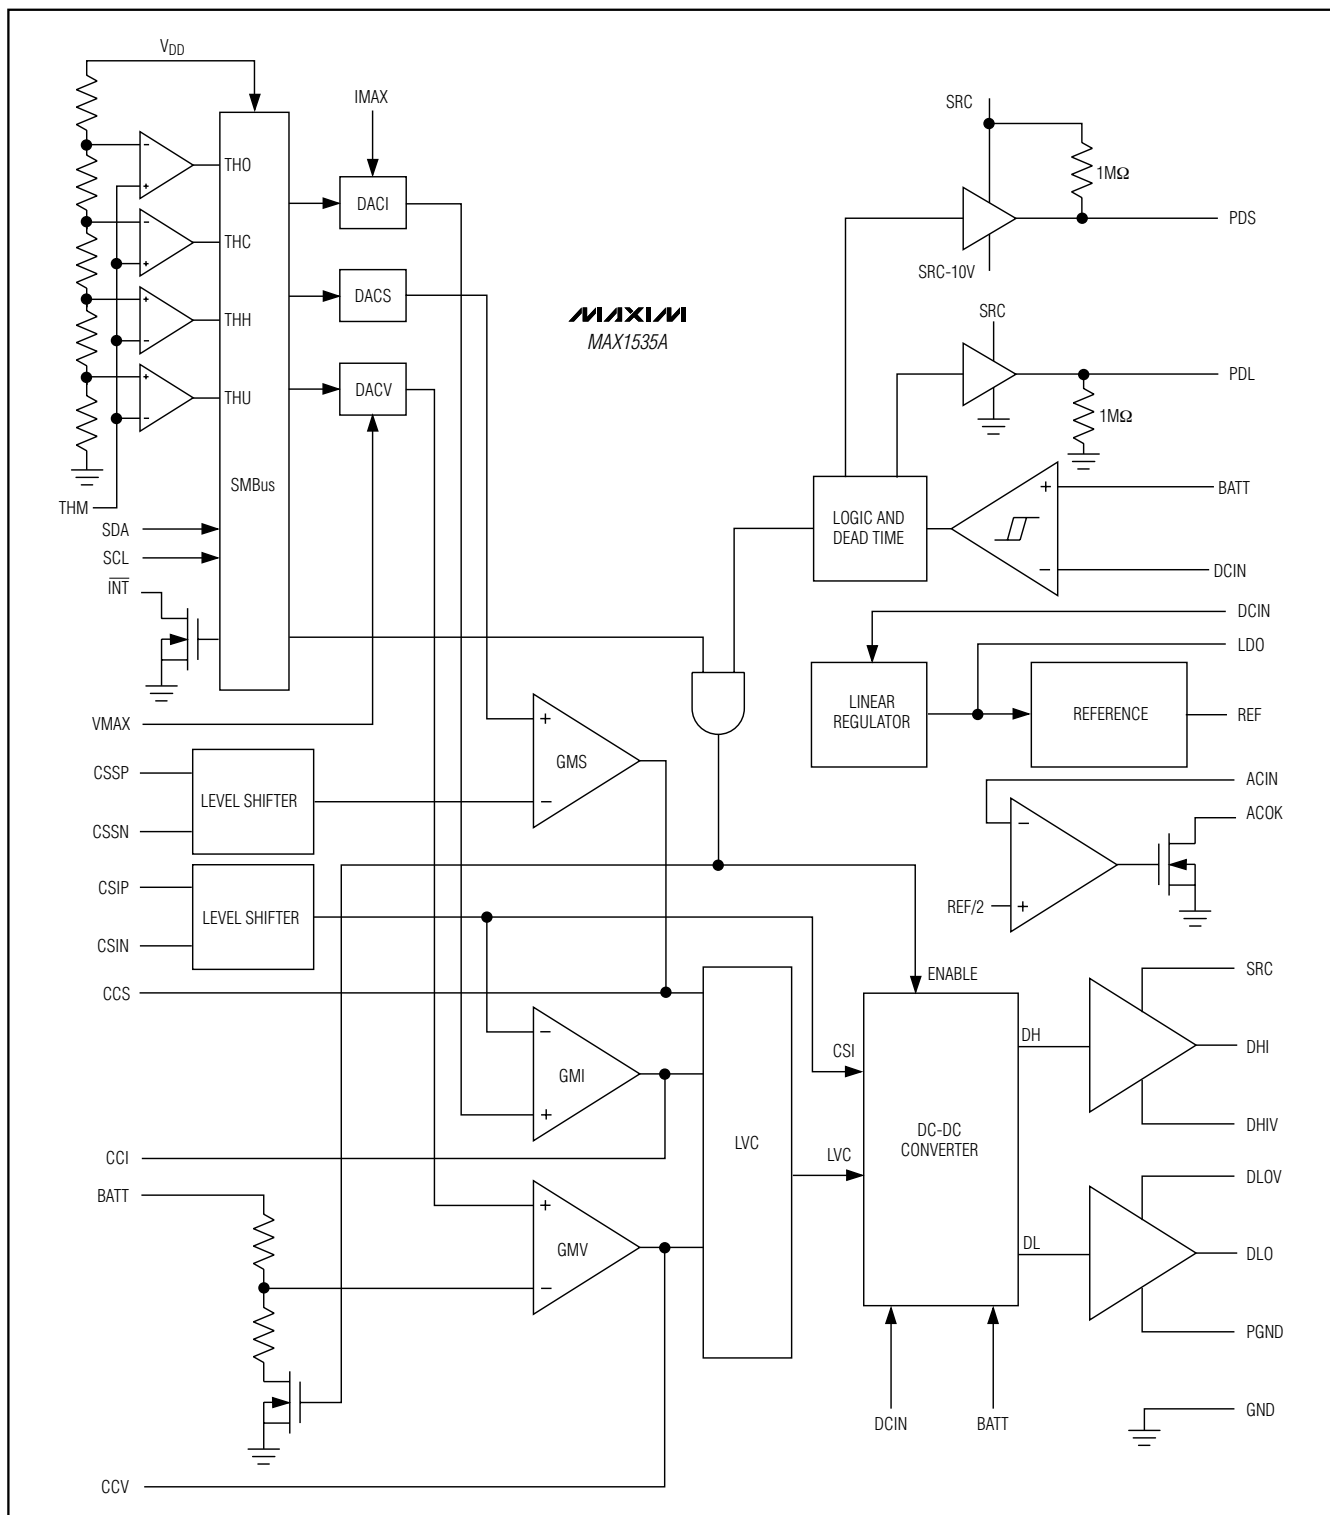 VDD
IMAX
SRC
THO
DACI
1MΩ
PDS
THC
SRC-10V
DACS
MAXIM
MAX1535A
SRC
THH
DACV
PDL
THU
1MΩ
SMBus
BATT
THM
LOGIC AND
DEAD TIME
SDA
SCL
DCIN
INT
DCIN
LDO
LINEAR
REGULATOR
REFERENCE
REF
VMAX
GMS
CSSP
LEVEL SHIFTER
CSSN
ACIN
ACOK
CSIP
LEVEL SHIFTER
CSIN
REF/2
ENABLE
SRC
CCS
DH
DHI
CSI
GMI
DHIV
DC-DC
CONVERTER
LVC
LVC
CCI
BATT
DLOV
GMV
DL
DLO
PGND
DCIN
BATT
GND
CCV
+
-